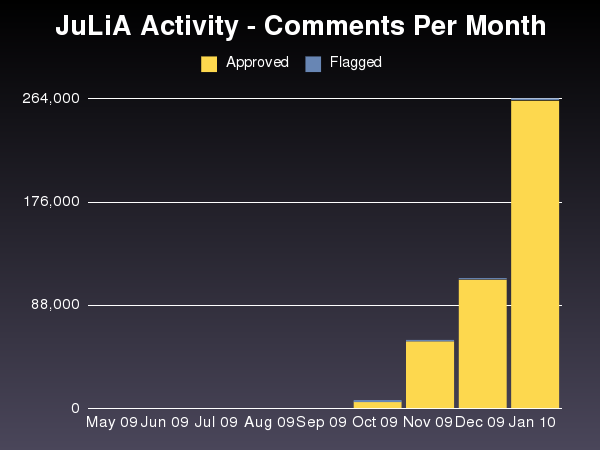 JuLiA Activity - Comments Per Month
Approved Flagged
264,000
176,000
88,000
0
May 09 Jun 09 Jul 09 Aug 09 Sep 09 Oct 09 Nov 09 Dec 09 Jan 10